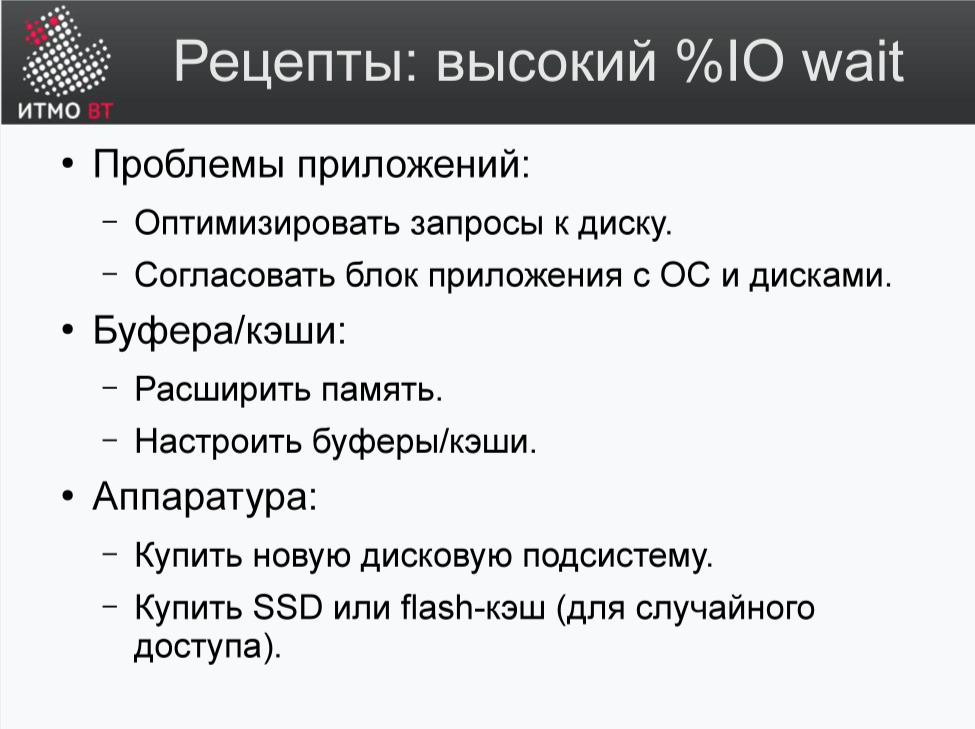 Рецепты: высокий %IO wait
ИТМО ВТ
• Проблемы приложений:
– Оптимизировать запросы к диску.
– Согласовать блок приложения с ОС и дисками.
• Буфера/кэши:
– Расширить память.
– Настроить буферы/кэши.
• Аппаратура:
– Купить новую дисковую подсистему.
– Купить SSD или flash-кэш (для случайного
доступа).